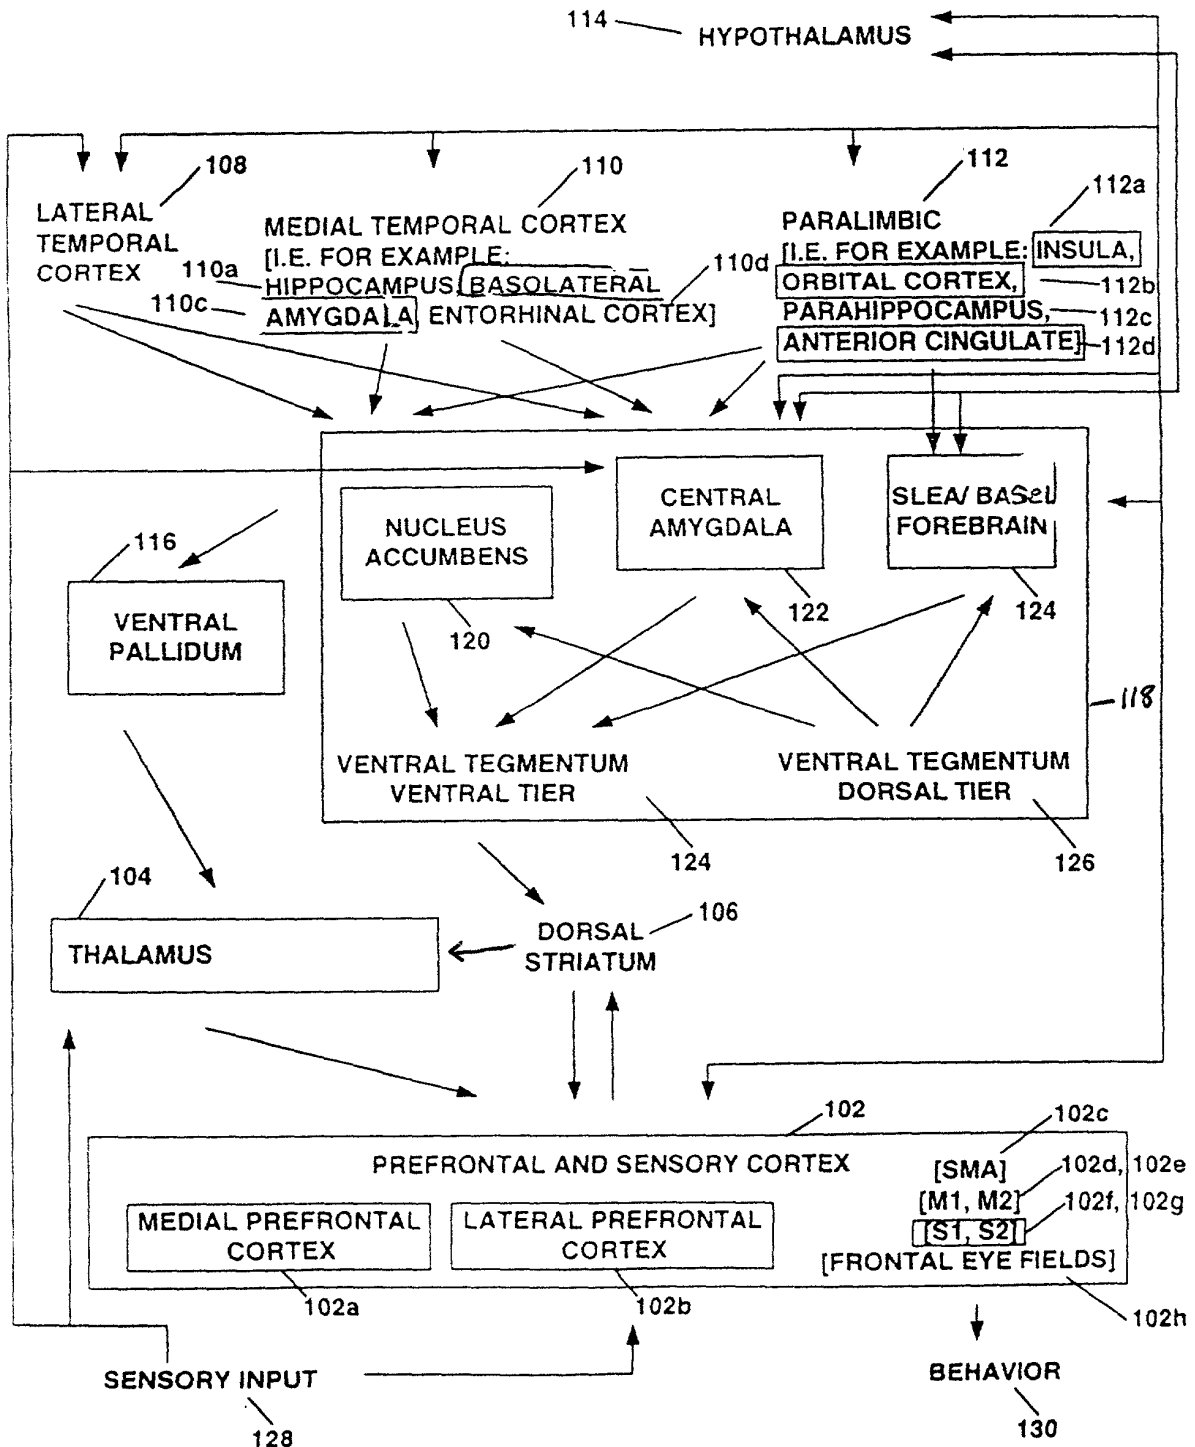 114
HYPOTHALAMUS
108
LATERAL
TEMPORAL
CORTEX
110
MEDIAL TEMPORAL CORTEX
[I.E. FOR EXAMPLE:
110a
HIPPOCAMPUS, BASOLATERAL
110d
110c
AMYGDALA, ENTORHINAL CORTEX]
112
112a
PARALIMBIC
[I.E. FOR EXAMPLE: INSULA,
ORBITAL CORTEX,
112b
PARAHIPPOCAMPUS,
112c
ANTERIOR CINGULATE]
112d
NUCLEUS
ACCUMBENS
120
CENTRAL
AMYGDALA
122
SLEA/ BASel
FOREBRAIN
124
116
VENTRAL
PALLIDUM
118
VENTRAL TEGMENTUM
VENTRAL TIER
124
VENTRAL TEGMENTUM
DORSAL TIER
126
104
THALAMUS
106
DORSAL
STRIATUM
102
PREFRONTAL AND SENSORY CORTEX
MEDIAL PREFRONTAL
CORTEX
102a
LATERAL PREFRONTAL
CORTEX
102b
102c
[SMA]
102d, 102e
[M1, M2]
102f, 102g
[S1, S2]
[FRONTAL EYE FIELDS]
102h
SENSORY INPUT
128
BEHAVIOR
130